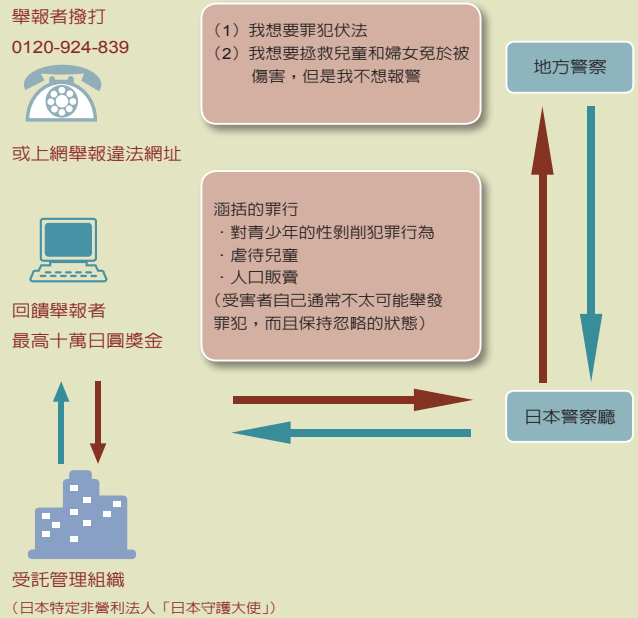 舉報者撥打
0120-924-839
或上網舉報違法網址
回饋舉報者
最高十萬日圓獎金
受託管理組織
（日本特定非營利法人「日本守護大使」）
（1）我想要罪犯伏法
（2）我想要拯救兒童和婦女免於被
傷害，但是我不想報警
涵括的罪行
．對青少年的性剝削犯罪行為
．虐待兒童
．人口販賣
（受害者自己通常不太可能舉發
罪犯，而且保持忽略的狀態）
地方警察
日本警察廳